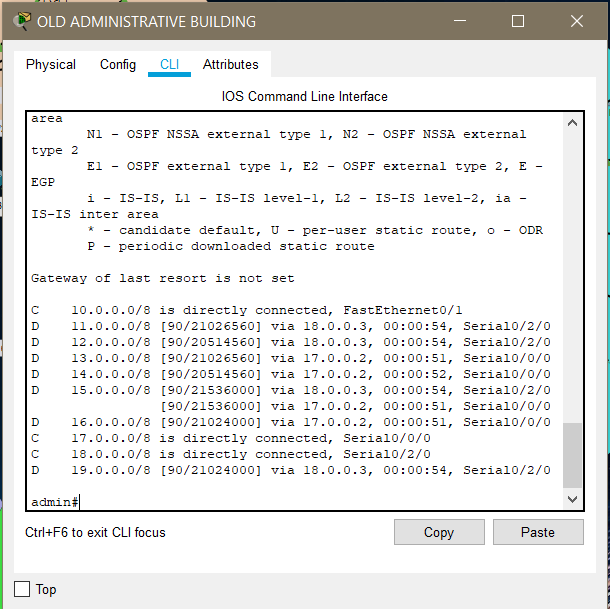 OLD ADMINISTRATIVE BUILDING
Physical Config CLI Attributes
IOS Command Line Interface
area
N1 - OSPF NSSA external type 1, N2 - OSPF NSSA external
type 2
E1 - OSPF external type 1, E2 - OSPF external type 2, E -
EGP
i - IS-IS, L1 - IS-IS level-1, L2 - IS-IS level-2, ia -
IS-IS inter area
* - candidate default, U - per-user static route, o - ODR
P - periodic downloaded static route
Gateway of last resort is not set
C 10.0.0.0/8 is directly connected, FastEthernet0/1
D 11.0.0.0/8 [90/21026560] via 18.0.0.3, 00:00:54, Serial0/2/0
D 12.0.0.0/8 [90/20514560] via 18.0.0.3, 00:00:54, Serial0/2/0
D 13.0.0.0/8 [90/21026560] via 17.0.0.2, 00:00:51, Serial0/0/0
D 14.0.0.0/8 [90/20514560] via 17.0.0.2, 00:00:52, Serial0/0/0
D 15.0.0.0/8 [90/21536000] via 18.0.0.3, 00:00:54, Serial0/2/0
[90/21536000] via 17.0.0.2, 00:00:51, Serial0/0/0
D 16.0.0.0/8 [90/21024000] via 17.0.0.2, 00:00:51, Serial0/0/0
C 17.0.0.0/8 is directly connected, Serial0/0/0
C 18.0.0.0/8 is directly connected, Serial0/2/0
D 19.0.0.0/8 [90/21024000] via 18.0.0.3, 00:00:54, Serial0/2/0
admin#
Ctrl+F6 to exit CLI focus Copy Paste
Top